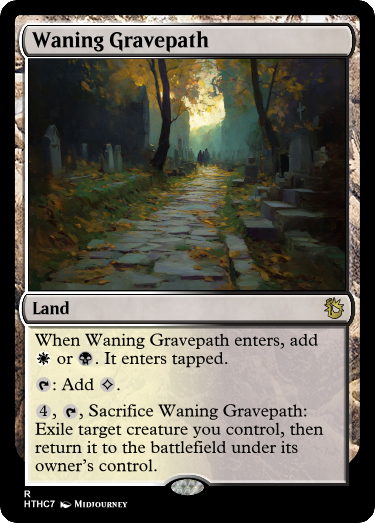 Waning Gravepath
Land
When Waning Gravepath enters, add
or . It enters tapped.
: Add .
4, , Sacrifice Waning Gravepath:
Exile target creature you control, then
return it to the battlefield under its
owner's control.
R
HTHC7 Midjourney